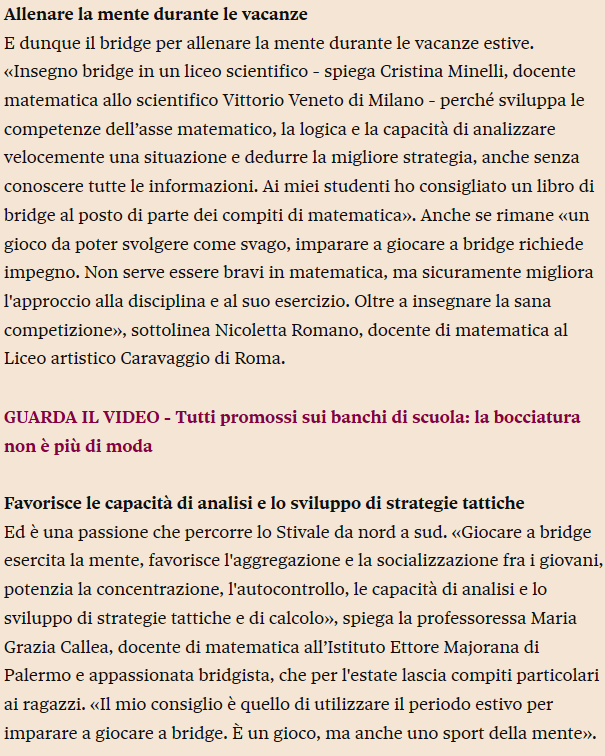 Allenare la mente durante le vacanze
E dunque il bridge per allenare la mente durante le vacanze estive.
«Insegno bridge in un liceo scientifico - spiega Cristina Minelli, docente
matematica allo scientifico Vittorio Veneto di Milano - perché sviluppa le
competenze dell’asse matematico, la logica e la capacità di analizzare
velocemente una situazione e dedurre la migliore strategia, anche senza
conoscere tutte le informazioni. Ai miei studenti ho consigliato un libro di
bridge al posto di parte dei compiti di matematica». Anche se rimane «un
gioco da poter svolgere come svago, imparare a giocare a bridge richiede
impegno. Non serve essere bravi in matematica, ma sicuramente migliora
l'approccio alla disciplina e al suo esercizio. Oltre a insegnare la sana
competizione», sottolinea Nicoletta Romano, docente di matematica al
Liceo artistico Caravaggio di Roma.
GUARDA IL VIDEO - Tutti promossi sui banchi di scuola: la bocciatura
non è più di moda
Favorisce le capacità di analisi e lo sviluppo di strategie tattiche
Ed è una passione che percorre lo Stivale da nord a sud. «Giocare a bridge
esercita la mente, favorisce l'aggregazione e la socializzazione fra i giovani,
potenzia la concentrazione, l'autocontrollo, le capacità di analisi e lo
sviluppo di strategie tattiche e di calcolo», spiega la professoressa Maria
Grazia Callea, docente di matematica all’Istituto Ettore Majorana di
Palermo e appassionata bridgista, che per l'estate lascia compiti particolari
ai ragazzi. «Il mio consiglio è quello di utilizzare il periodo estivo per
imparare a giocare a bridge. È un gioco, ma anche uno sport della mente».